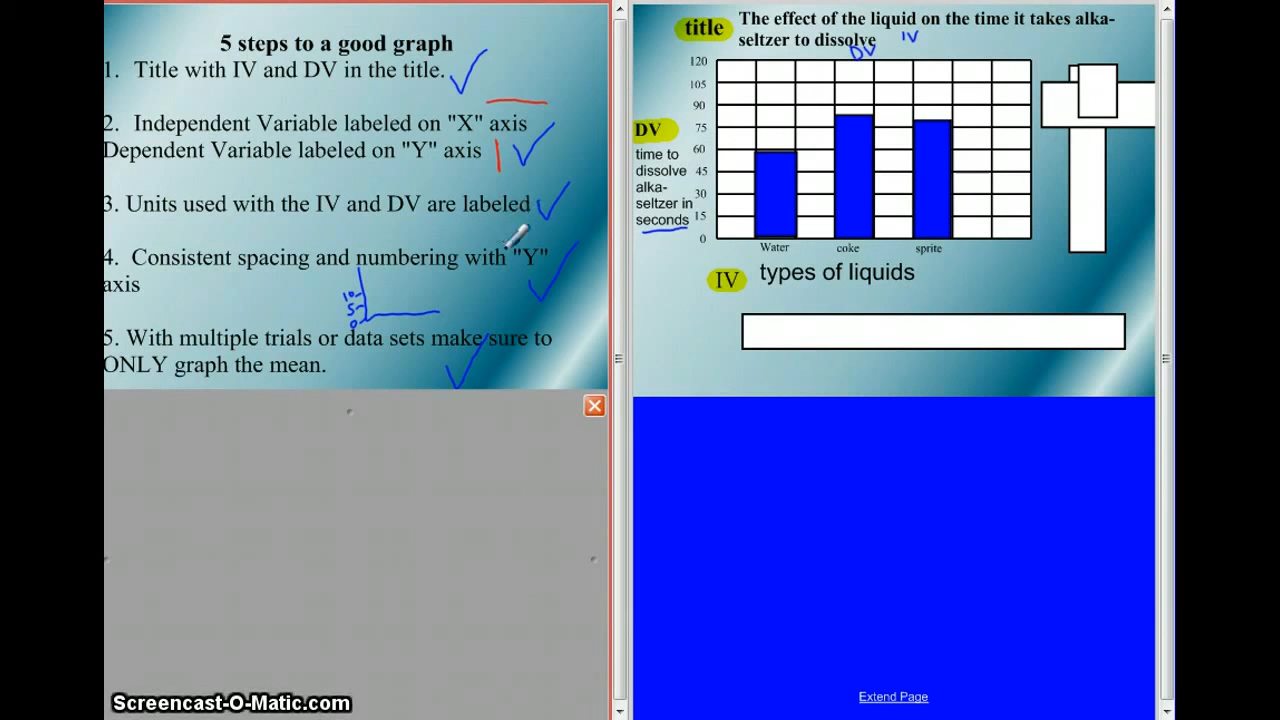 5 steps to a good graph
1. Title with IV and DV in the title.
2. Independent Variable labeled on "X" axis
Dependent Variable labeled on "Y" axis
3. Units used with the IV and DV are labeled
4. Consistent spacing and numbering with "Y"
axis
10
5
0
5. With multiple trials or data sets make sure to
ONLY graph the mean.
title
The effect of the liquid on the time it takes alka-
seltzer to dissolve
IV
DV
120
105
90
75
60
45
30
15
0
DV
time to
dissolve
alka-
seltzer in
seconds
Water coke sprite
IV types of liquids
Extend Page
Screencast-O-Matic.com